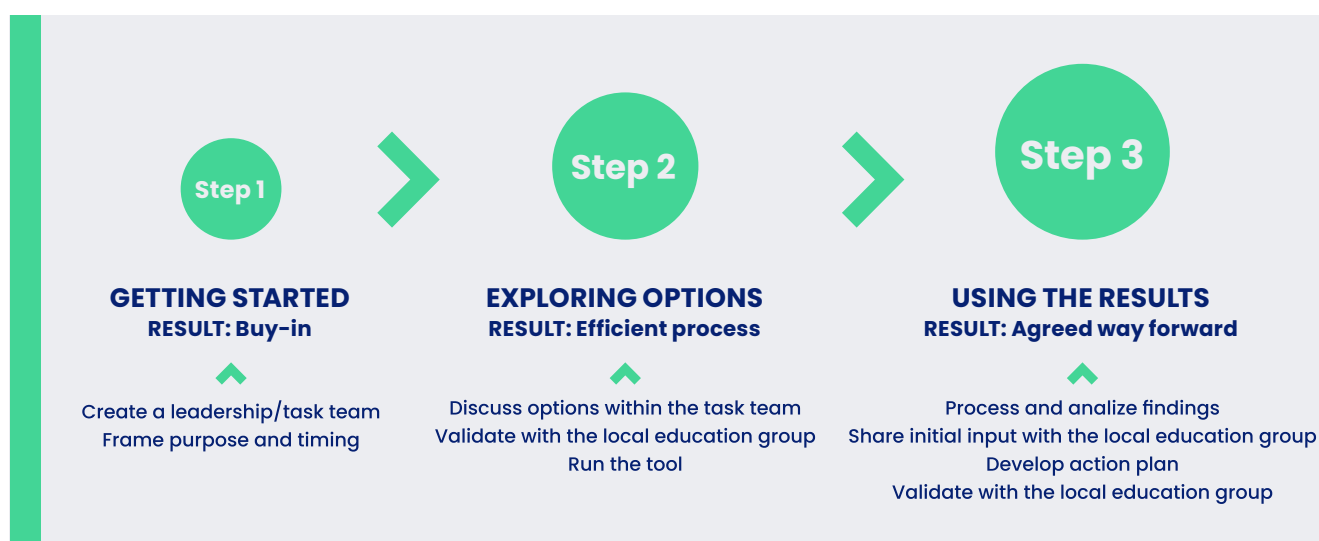 Step 1
Step 2
Step 3
GETTING STARTED
RESULT: Buy-in
Create a leadership/task team
Frame purpose and timing
EXPLORING OPTIONS
RESULT: Efficient process
Discuss options within the task team
Validate with the local education group
Run the tool
USING THE RESULTS
RESULT: Agreed way forward
Process and analize findings
Share initial input with the local education group
Develop action plan
Validate with the local education group